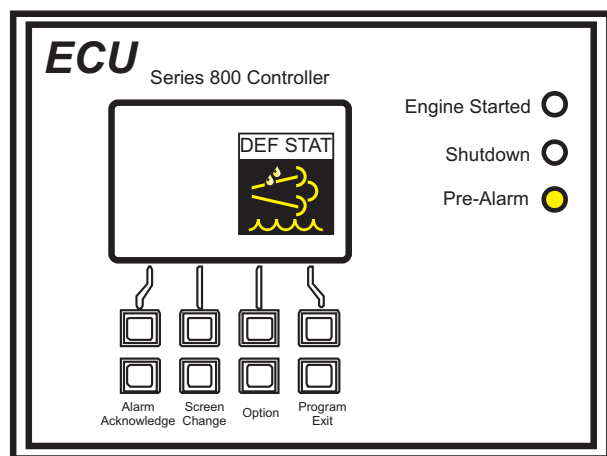 ECU
Series 800 Controller
DEF STAT
Engine Started
Shutdown
Pre-Alarm
Alarm
Acknowledge
Screen
Change
Option
Program
Exit